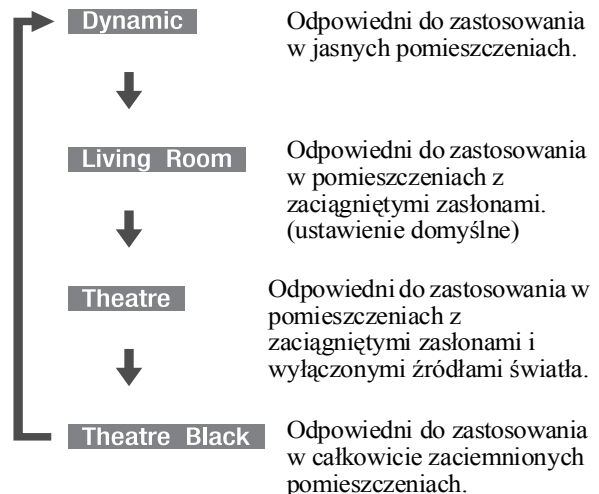 Dynamic
Odpowiedni do zastosowania
w jasnych pomieszczeniach.
Living Room
Odpowiedni do zastosowania
w pomieszczeniach z
zaciągniętymi zasłonami.
(ustawienie domyślne)
Theatre
Odpowiedni do zastosowania w
pomieszczeniach z
zaciągniętymi zasłonami i
wyłączonymi źródłami światła.
Theatre Black
Odpowiedni do zastosowania
w całkowicie zaciemnionych
pomieszczeniach.